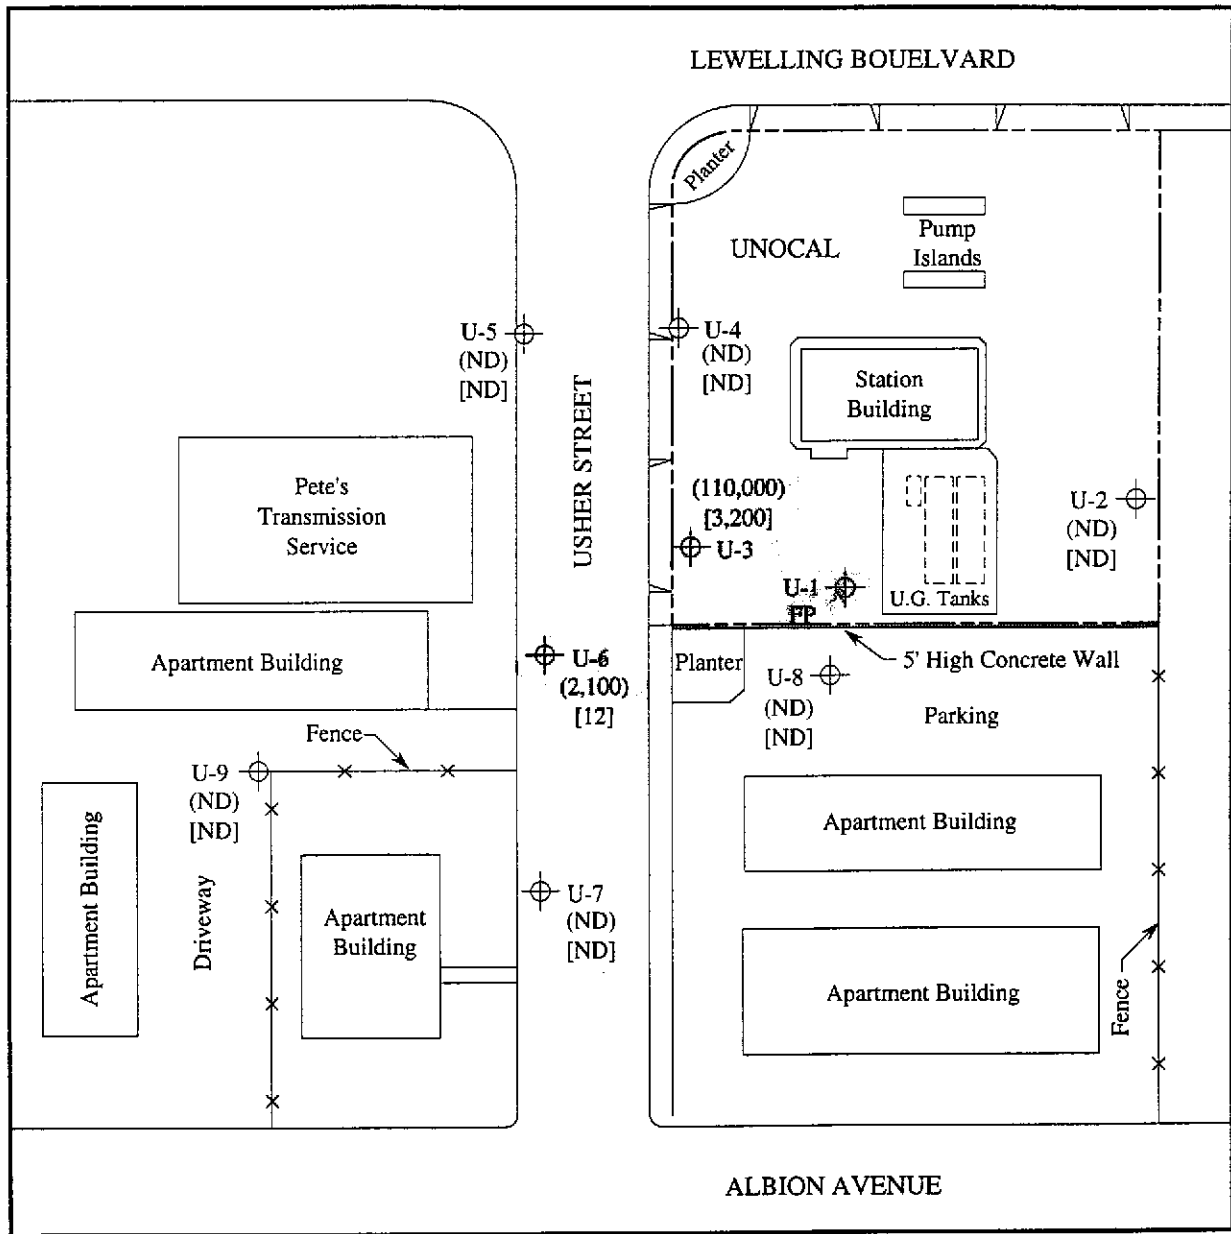 LEWELLING BOUELVARD
Planter
UNOCAL
Pump
Islands
U-5
(ND)
[ND]
U-4
(ND)
[ND]
Station
Building
USHER STREET
Pete's
Transmission
Service
(110,000)
[3,200]
U-3
U-2
(ND)
[ND]
U-1
FP
U.G. Tanks
Apartment Building
U-6
(2,100)
[12]
Planter
5' High Concrete Wall
U-8
(ND)
[ND]
Parking
Fence
U-9
(ND)
[ND]
Apartment Building
Apartment Building
Driveway
Apartment
Building
U-7
(ND)
[ND]
Apartment Building
Fence
ALBION AVENUE